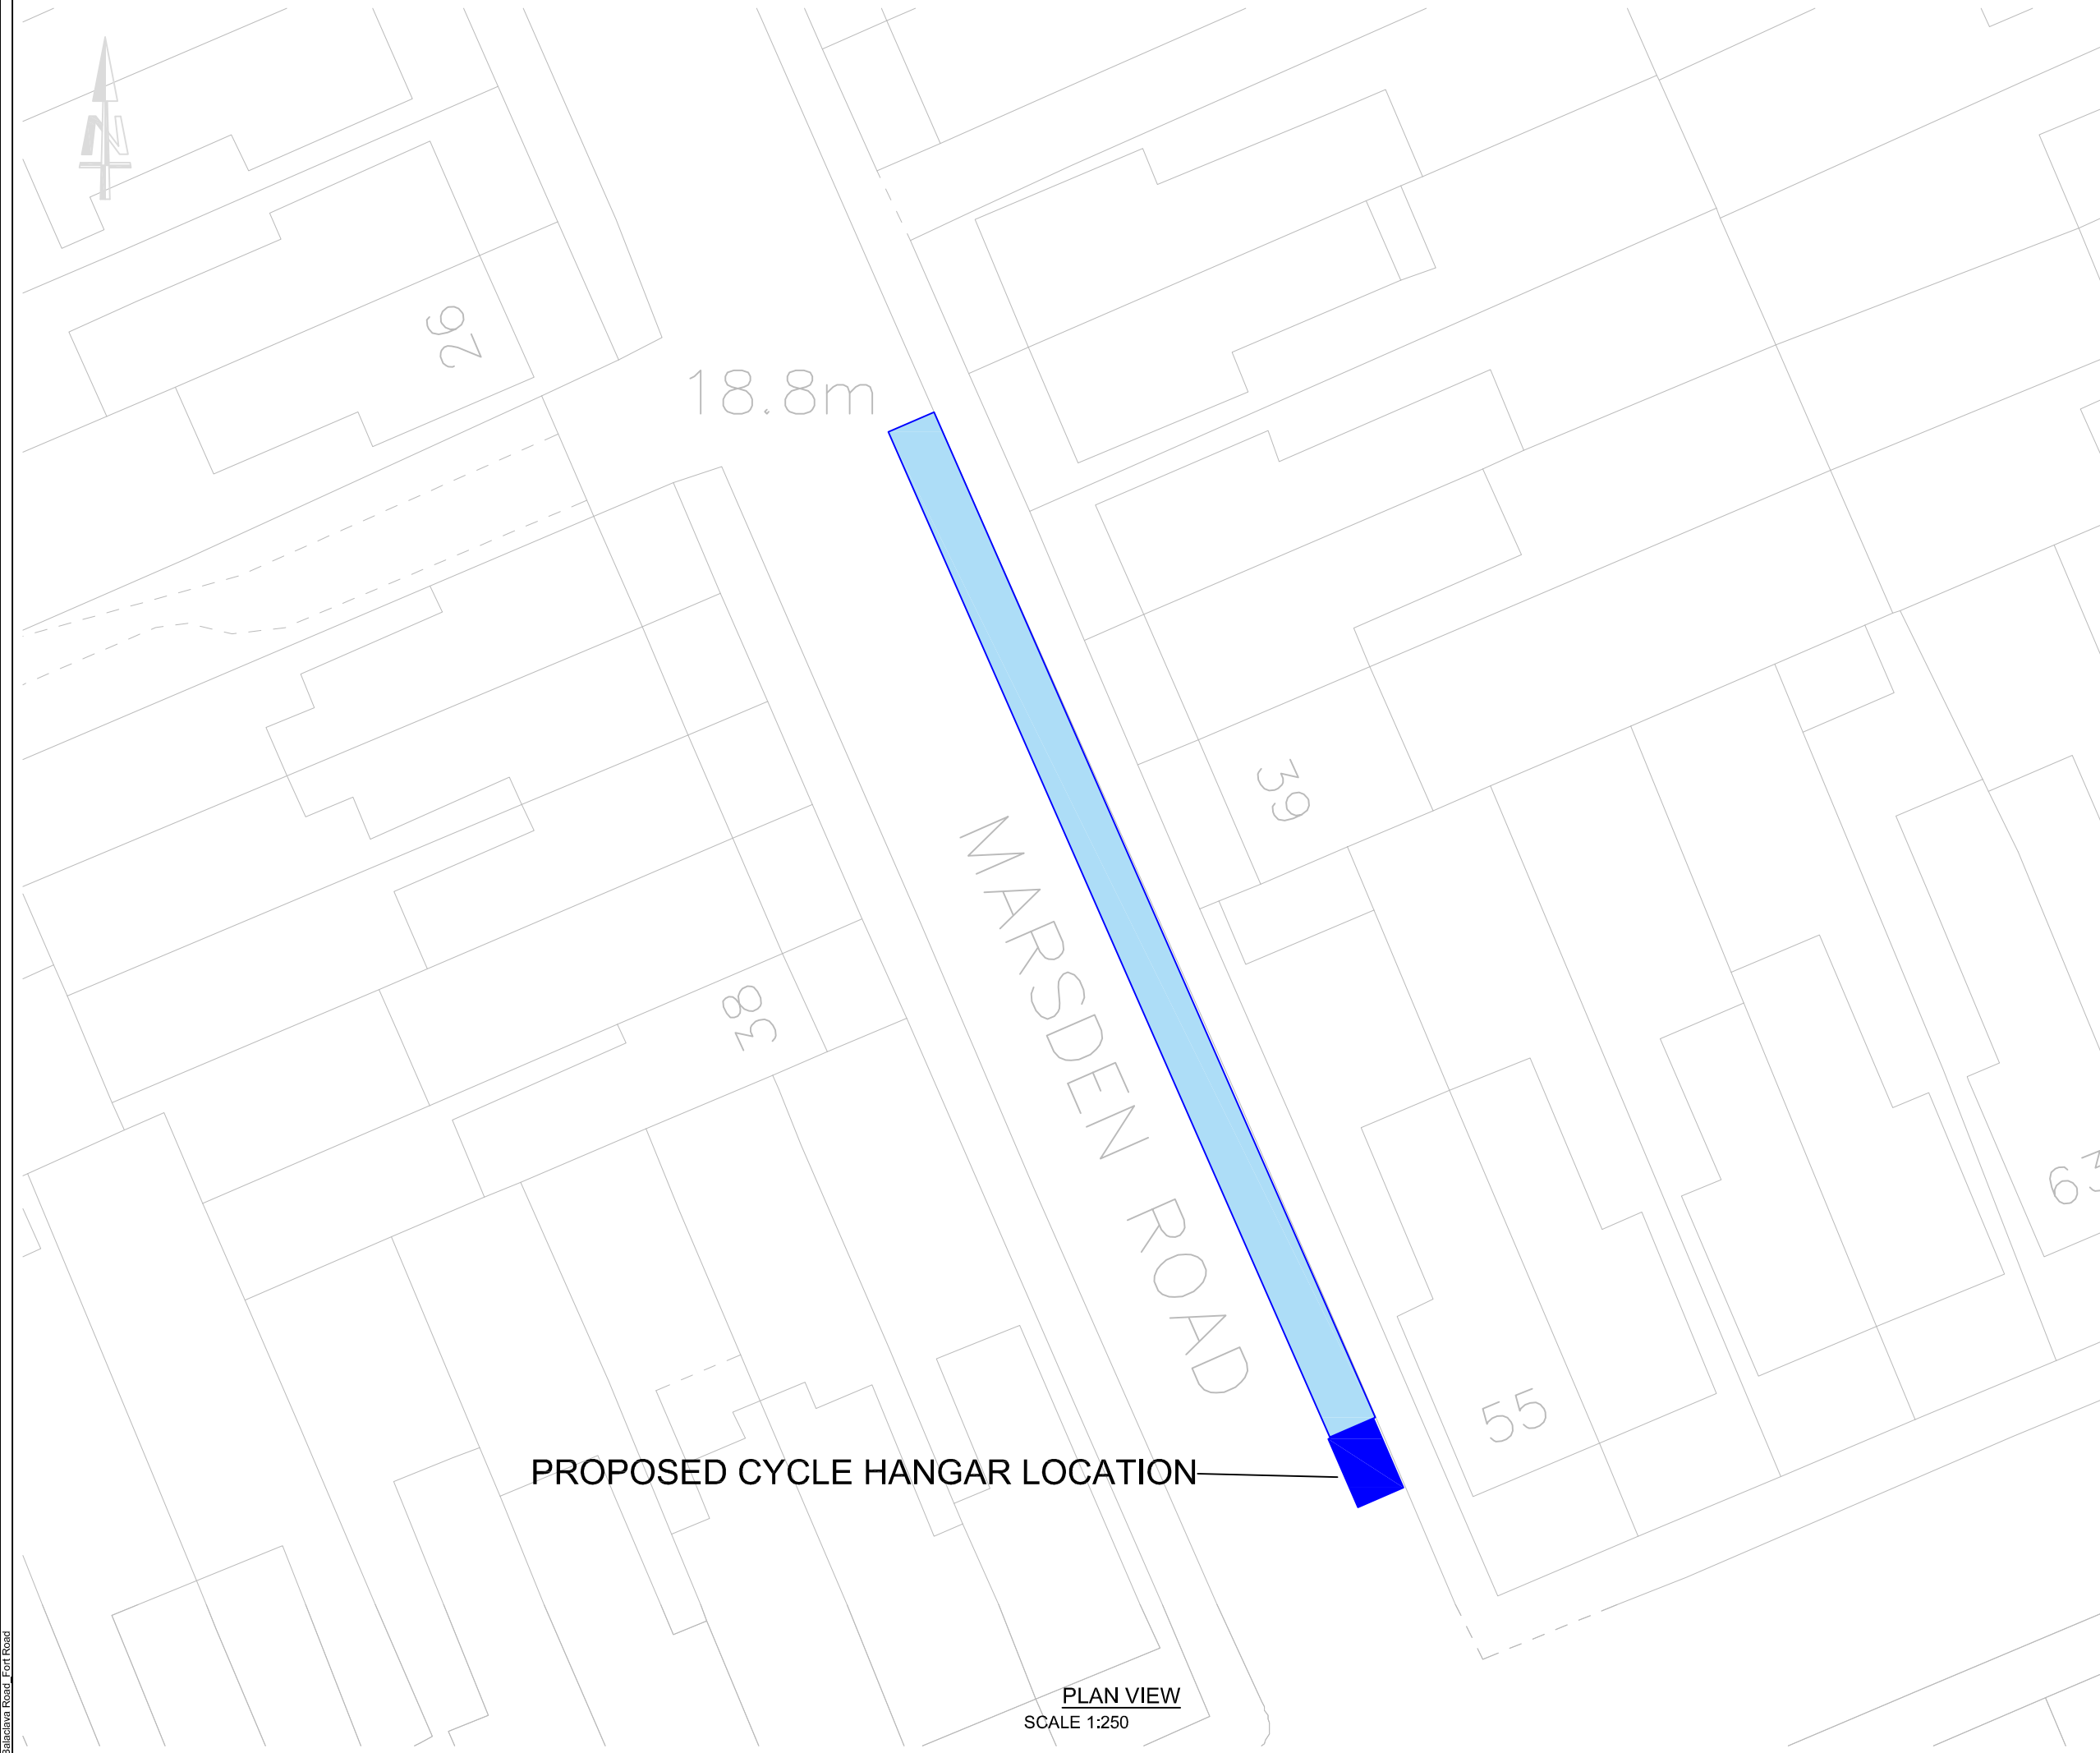 N
26
18.8m
39
MARSDEN ROAD
38
63
55
PROPOSED CYCLE HANGAR LOCATION
PLAN VIEW
SCALE 1:250
Balaclava Road_Fort Road